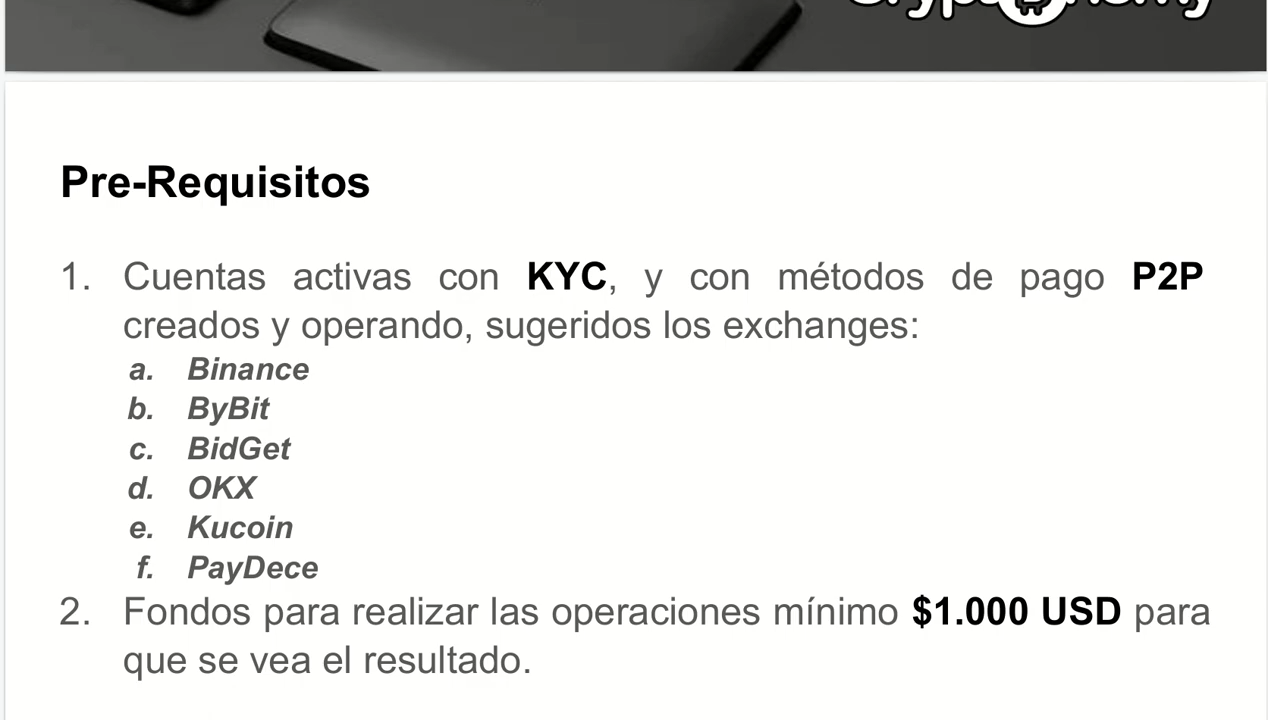 Pre-Requisitos
1. Cuentas activas con KYC, y con métodos de pago P2P
creados y operando, sugeridos los exchanges:
a. Binance
b. ByBit
c. BidGet
d. OKX
e. Kucoin
f. PayDece
2. Fondos para realizar las operaciones mínimo $1.000 USD para
que se vea el resultado.